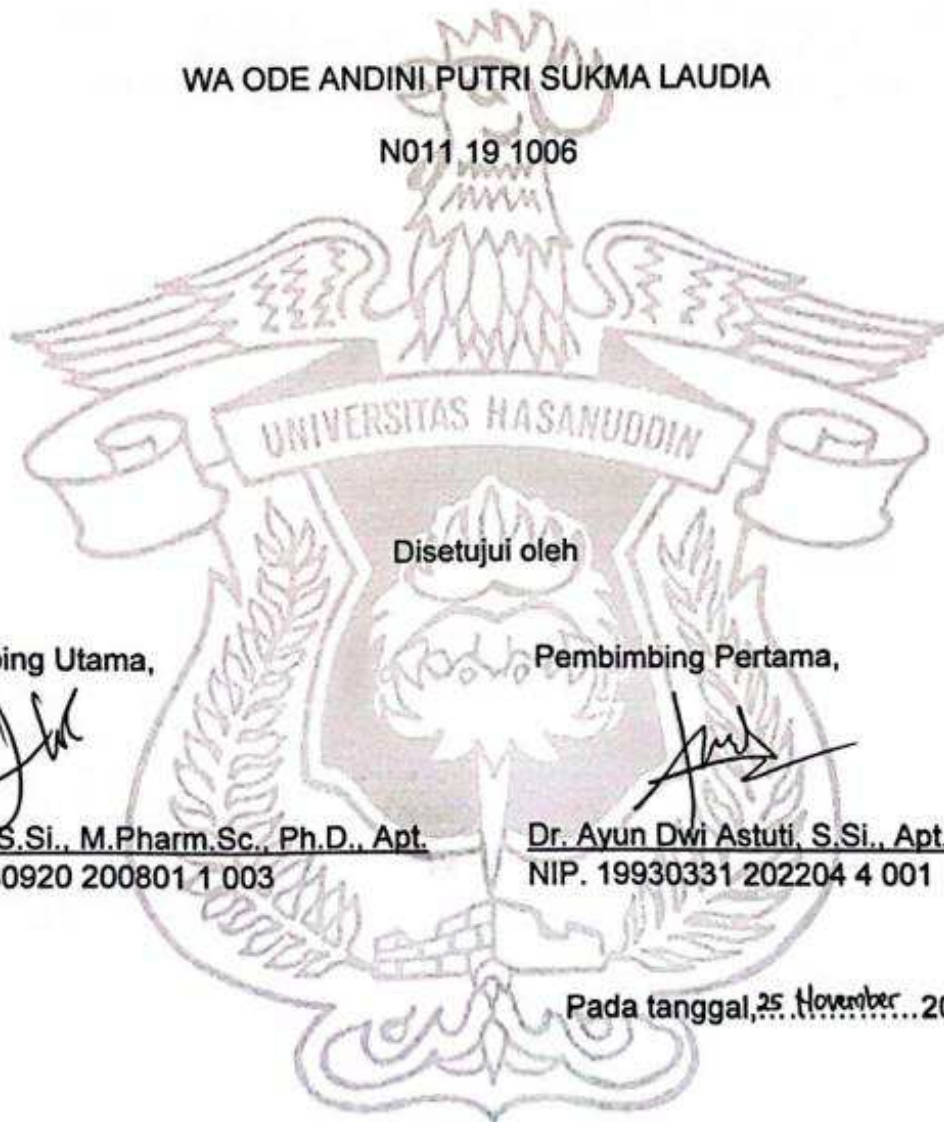 WA ODE ANDINI PUTRI SUKMA LAUDIA
N011 19 1006
UNIVERSITAS HASANUDDIN
Disetujui oleh
bing Utama,
Pembimbing Pertama,
S.Si., M.Pharm.Sc., Ph.D., Apt.
0920 200801 1 003
Dr. Ayun Dwi Astuti, S.Si., Apt.
NIP. 19930331 202204 4 001
Pada tanggal, 25 November 20